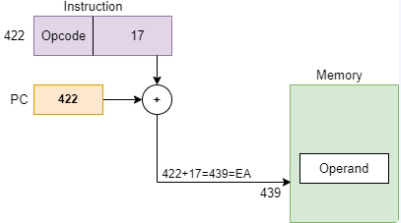 Instruction
422 Opcode 17
PC 422 +
Memory
Operand
422+17=439=EA
439